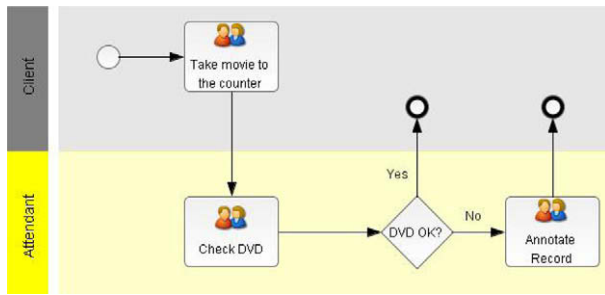 Client
Take movie to
the counter
Attendant
Check DVD
DVD OK?
Yes
No
Annotate
Record